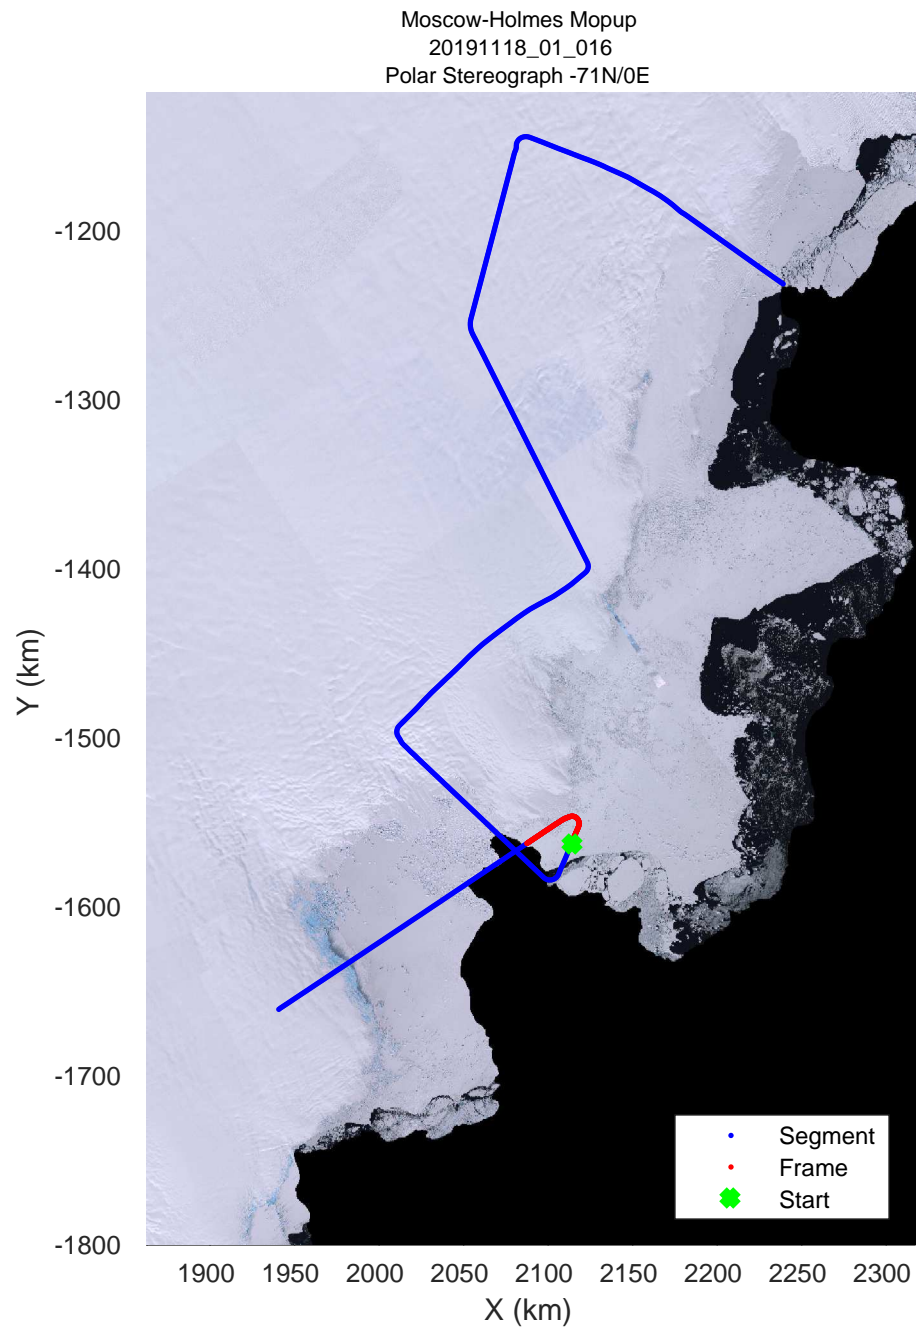 Moscow-Holmes Mopup
20191118_01_016
Polar Stereograph -71N/0E
-1200
-1300
-1400
-1500
-1600
-1700
-1800
Y (km)
Segment
Frame
Start
1900 1950 2000 2050 2100 2150 2200 2250 2300
X (km)